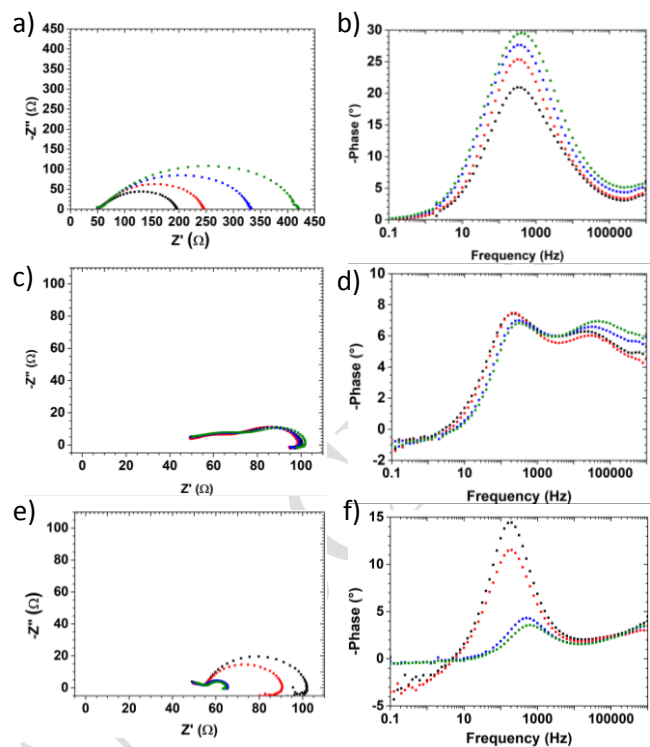 a)
450
400
350
300
250
200
150
100
50
0
-Z'' (Ω)
0 50 100 150 200 250 300 350 400 450
Z' (Ω)
b)
30
25
20
15
10
5
0
-Phase (°)
0.1 10 1000 100000
Frequency (Hz)
c)
100
80
60
40
20
0
-Z'' (Ω)
0 20 40 60 80 100
Z' (Ω)
d)
10
8
6
4
2
0
-2
-Phase (°)
0.1 10 1000 100000
Frequency (Hz)
e)
100
80
60
40
20
0
-Z'' (Ω)
0 20 40 60 80 100
Z' (Ω)
f)
15
10
5
0
-5
-Phase (°)
0.1 10 1000 100000
Frequency (Hz)